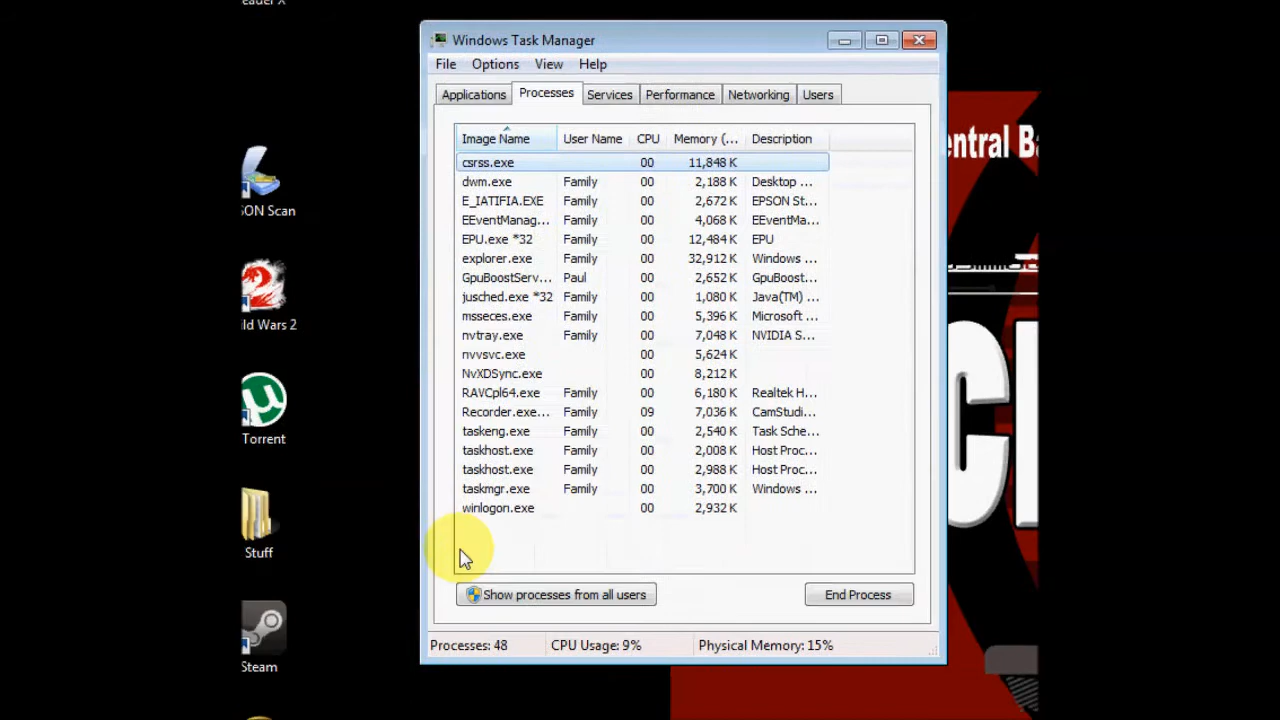 eader X
Windows Task Manager
File Options View Help
Applications Processes Services Performance Networking Users
Image Name User Name CPU Memory (... Description
csrss.exe 00 11,848 K
dwm.exe Family 00 2,188 K Desktop ...
E_IATIFIA.EXE Family 00 2,672 K EPSON St...
EEventManag... Family 00 4,068 K EEventMa...
EPU.exe *32 Family 00 12,484 K EPU
explorer.exe Family 00 32,912 K Windows ...
GpuBoostServ... Paul 00 2,652 K GpuBoost...
jusched.exe *32 Family 00 1,080 K Java(TM) ...
msseces.exe Family 00 5,396 K Microsoft ...
nvtray.exe Family 00 7,048 K NVIDIA S...
nvvsvc.exe 00 5,624 K
NvXDSync.exe 00 8,212 K
RAVCpl64.exe Family 00 6,180 K Realtek H...
Recorder.exe... Family 09 7,036 K CamStudi...
taskeng.exe Family 00 2,540 K Task Sche...
taskhost.exe Family 00 2,008 K Host Proc...
taskhost.exe Family 00 2,988 K Host Proc...
taskmgr.exe Family 00 3,700 K Windows ...
winlogon.exe 00 2,932 K
Show processes from all users End Process
Processes: 48 CPU Usage: 9% Physical Memory: 15%
SON Scan
ild Wars 2
Torrent
Stuff
Steam
entral Ba
C